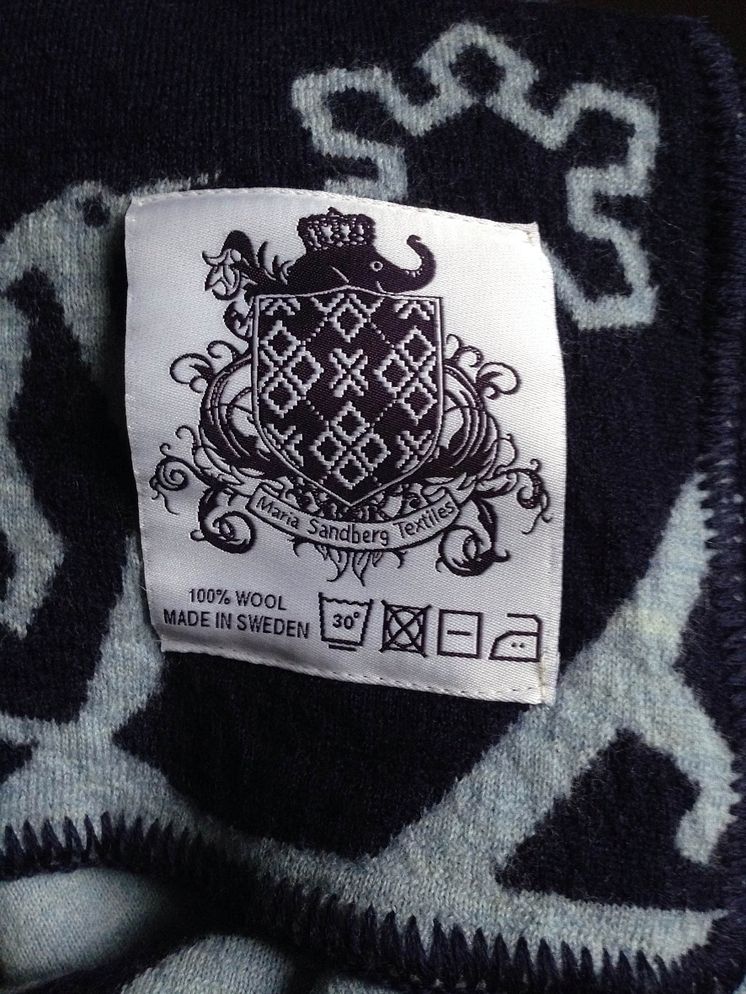 Maria Sandberg Textiles
100% WOOL
MADE IN SWEDEN
30°